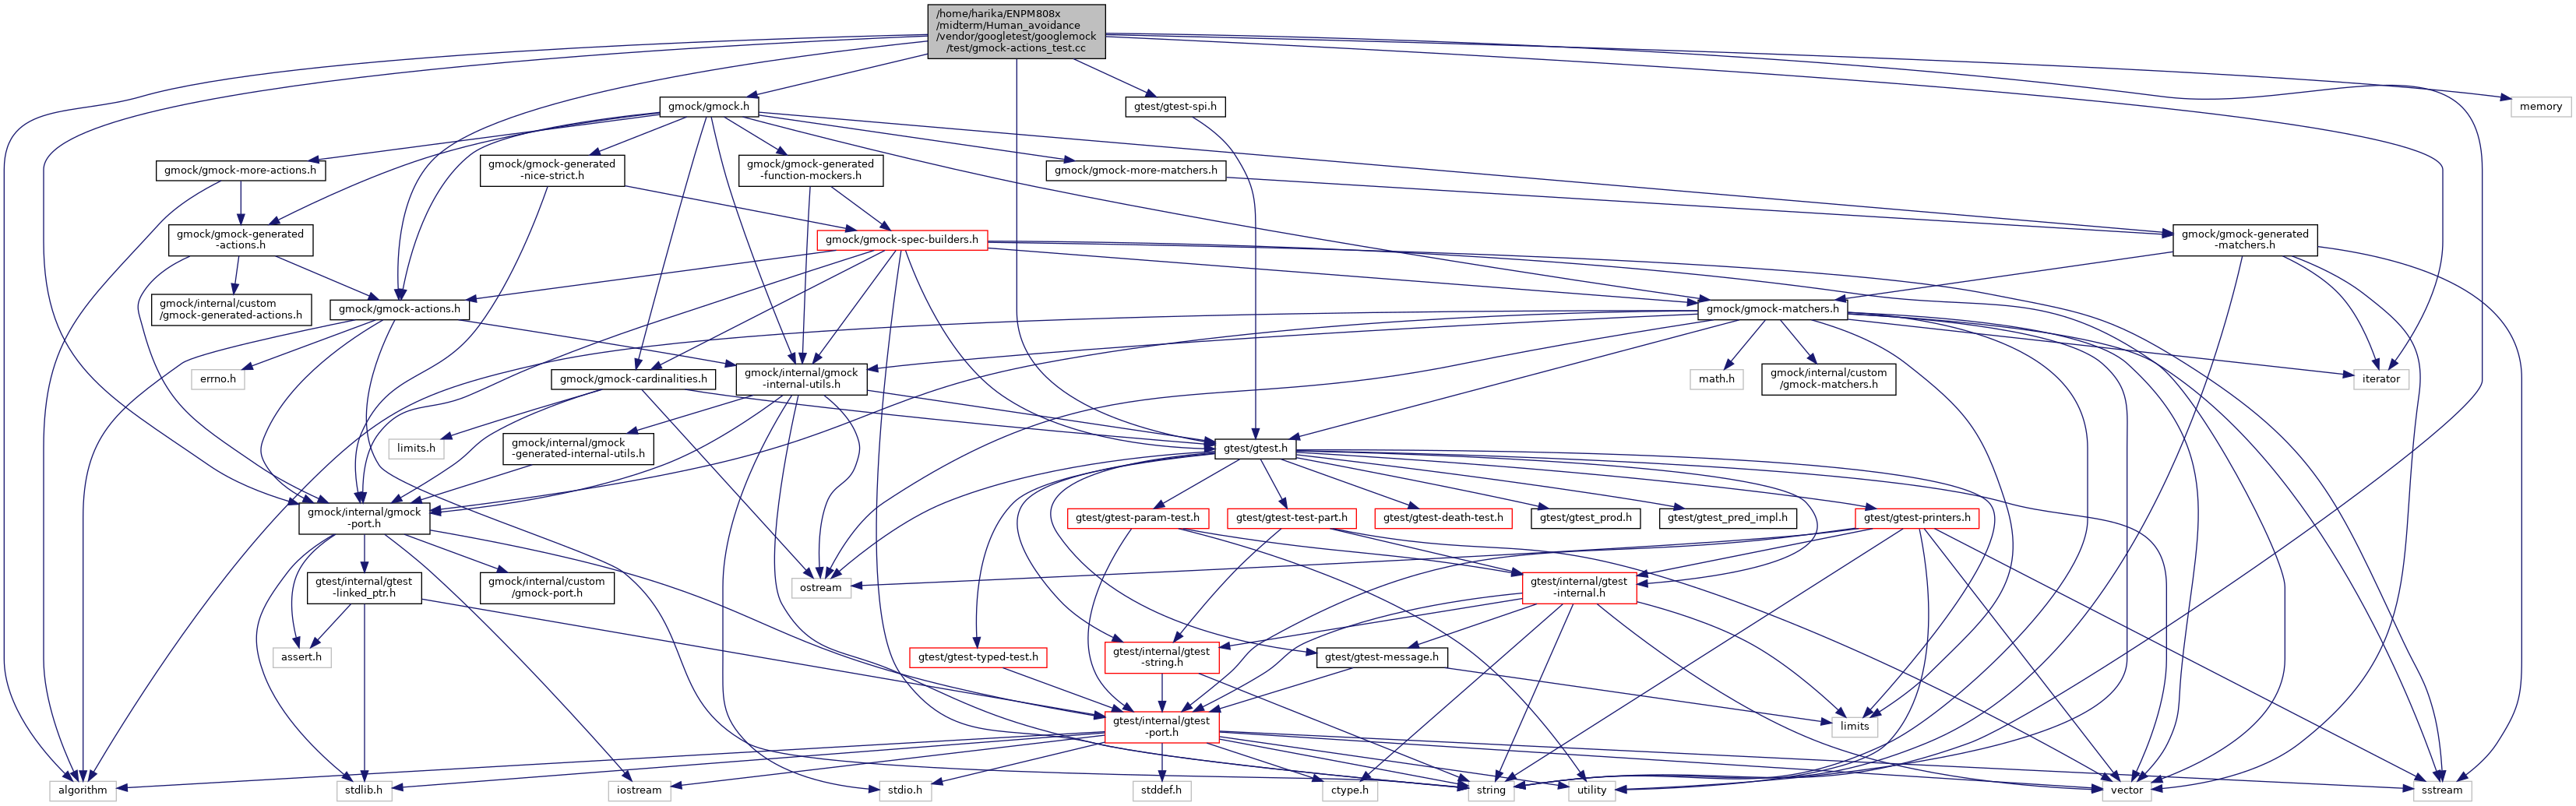 /home/harika/ENPM808x
/midterm/Human_avoidance
/vendor/googletest/googlemock
/test/gmock-actions_test.cc
gmock/gmock.h
gtest/gtest-spi.h
memory
gmock/gmock-more-actions.h
gmock/gmock-generated
-nice-strict.h
gmock/gmock-generated
-function-mockers.h
gmock/gmock-more-matchers.h
gmock/gmock-generated
-actions.h
gmock/gmock-spec-builders.h
gmock/gmock-generated
-matchers.h
gmock/internal/custom
/gmock-generated-actions.h
gmock/gmock-actions.h
gmock/gmock-matchers.h
errno.h
gmock/gmock-cardinalities.h
gmock/internal/gmock
-internal-utils.h
math.h
gmock/internal/custom
/gmock-matchers.h
iterator
limits.h
gmock/internal/gmock
-generated-internal-utils.h
gtest/gtest.h
gmock/internal/gmock
-port.h
gtest/gtest-param-test.h
gtest/gtest-test-part.h
gtest/gtest-death-test.h
gtest/gtest_prod.h
gtest/gtest_pred_impl.h
gtest/gtest-printers.h
gtest/internal/gtest
-linked_ptr.h
gmock/internal/custom
/gmock-port.h
ostream
gtest/internal/gtest
-internal.h
assert.h
gtest/gtest-typed-test.h
gtest/internal/gtest
-string.h
gtest/gtest-message.h
gtest/internal/gtest
-port.h
limits
algorithm
stdlib.h
iostream
stdio.h
stddef.h
ctype.h
string
utility
vector
sstream